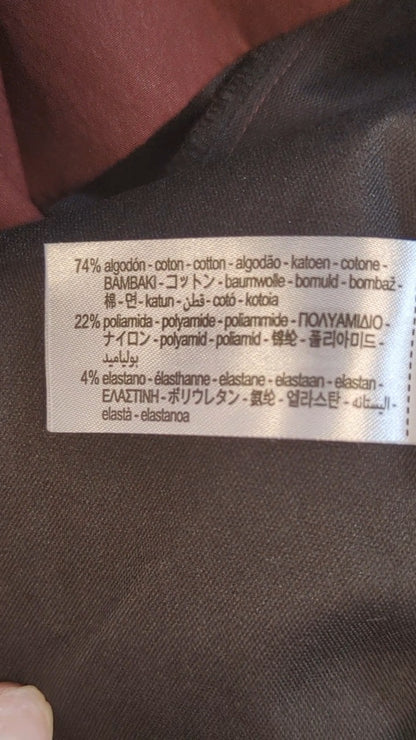 74% algodón - coton - cotton - algodão - katoen - cotone -
BAMBAKI - コットン - baumwolle - bomuld - bombaž -
棉 - 면 - katun - قطن - cotó - kotoia
22% poliamida - polyamide - poliammide - ΠΟΛΥΑΜΙΔΙΟ -
ナイロン - polyamid - poliamid - 锦纶 - 폴리아미드 -
بولياميد
4% elastano - élasthanne - elastane - elastaan - elastan -
ΕΛΑΣΤΙΝΗ - ポリウレタン - 氨纶 - 얼라스탄 - اليستانه -
elastà - elastanoa